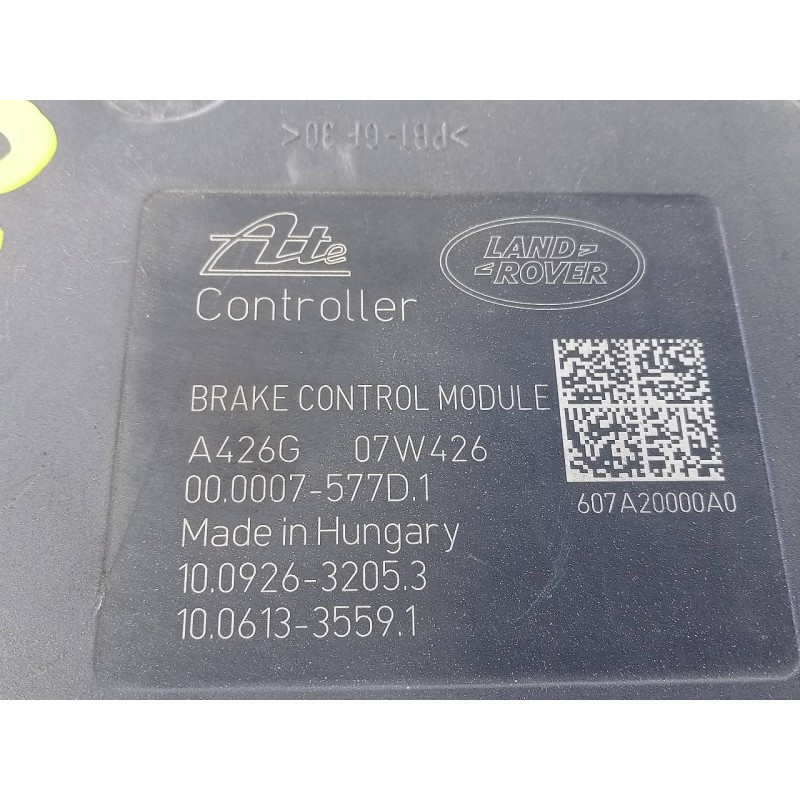 >PBT-GF 30<
Ate
LAND
ROVER
Controller
BRAKE CONTROL MODULE
A426G 07W426
00.0007-577D.1
607A20000A0
Made in Hungary
10.0926-3205.3
10.0613-3559.1